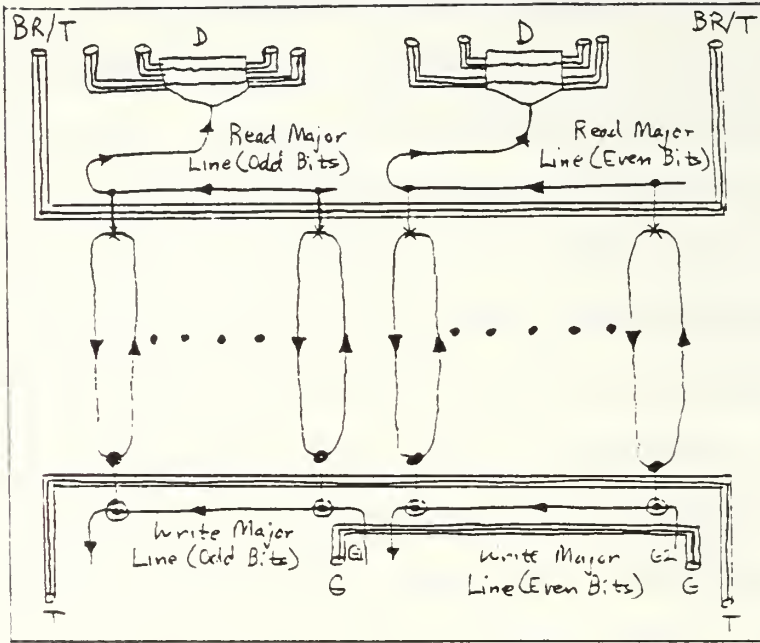 BR/T
D
D
BR/T
Read Major
Line (Odd Bits)
Read Major
Line (Even Bits)
Write Major
Line (Odd Bits)
G1
G
Write Major
Line (Even Bits)
G2
G
T
T